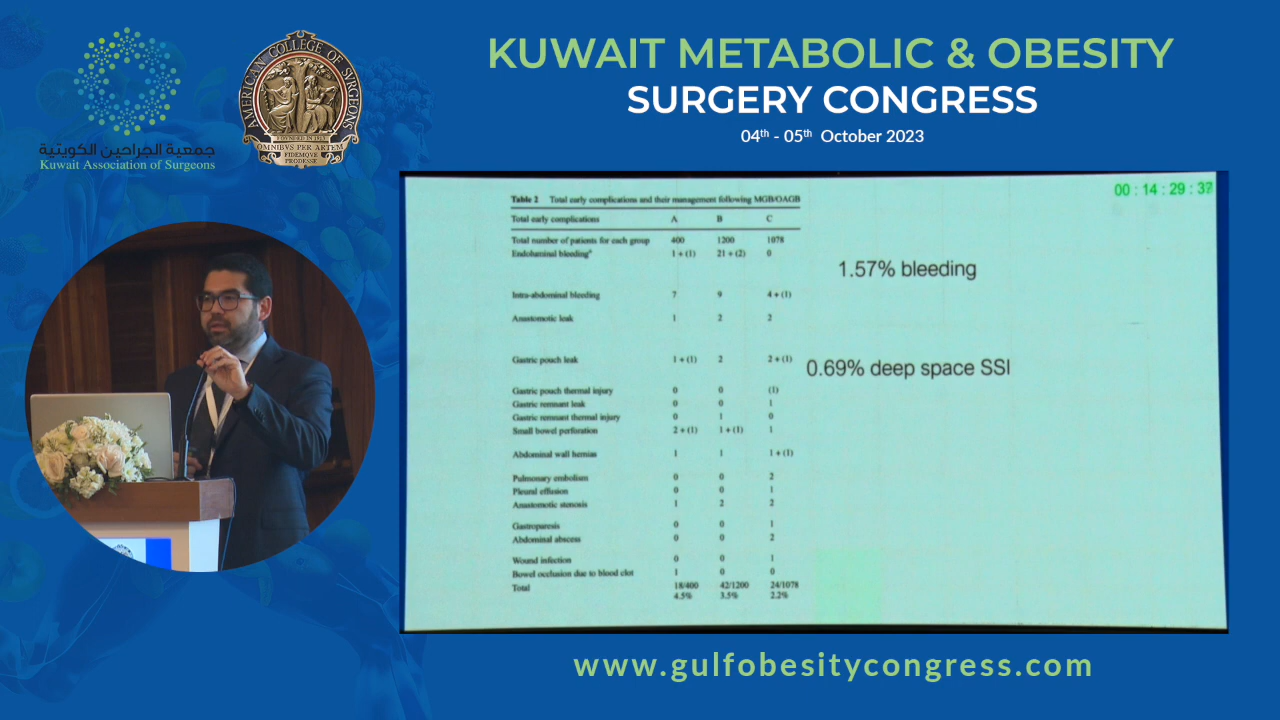 KUWAIT METABOLIC & OBESITY
SURGERY CONGRESS
04th - 05th October 2023
جمعية الجراحين الكويتية
Kuwait Association of Surgeons
AMERICAN COLLEGE OF SURGEONS
FOUNDED IN 1913
OMNIBVS PER ARTEM
FIDEMQVE
PRODESSE
00 : 14 : 29 : 37
Table 2 Total early complications and their management following MGB/OAGB
Total early complications A B C
Total number of patients for each group 400 1200 1078
Endoluminal bleeding 1 + (1) 21 + (2) 0
1.57% bleeding
Intra-abdominal bleeding 7 9 4 + (1)
Anastomotic leak 1 2 2
Gastric pouch leak 1 + (1) 2 2 + (1)
0.69% deep space SSI
Gastric pouch thermal injury 0 0 (1)
Gastric remnant leak 0 0 1
Gastric remnant thermal injury 0 1 0
Small bowel perforation 2 + (1) 1 + (1) 1
Abdominal wall hernias 1 1 1 + (1)
Pulmonary embolism 0 0 2
Pleural effusion 0 0 1
Anastomotic stenosis 1 2 2
Gastroparesis 0 0 1
Abdominal abscess 0 0 2
Wound infection 0 0 1
Bowel occlusion due to blood clot 1 0 0
Total 18/400 42/1200 24/1078
4.5% 3.5% 2.2%
www.gulfobesitycongress.com